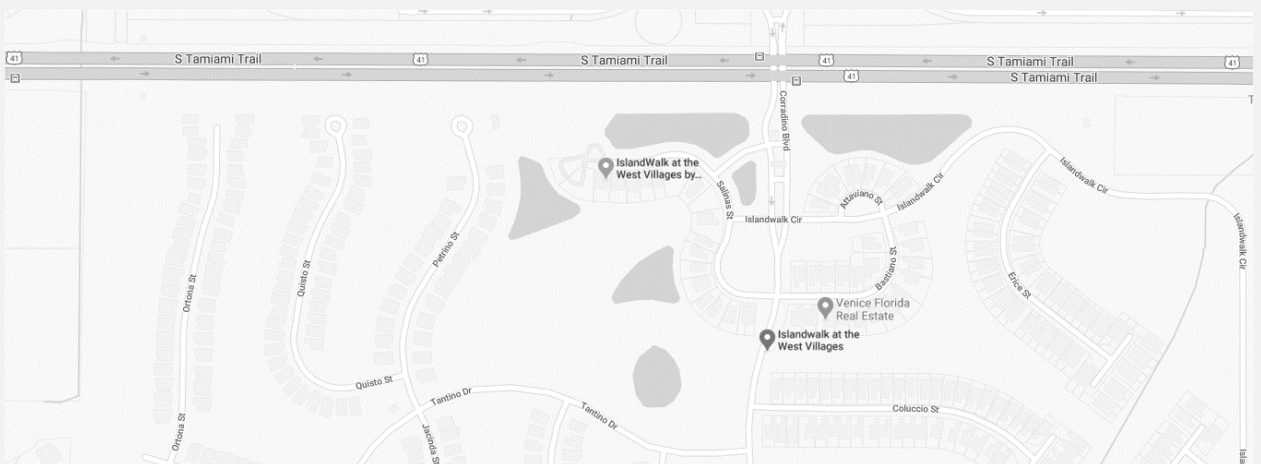 41
S Tamiami Trail
41
S Tamiami Trail
41
S Tamiami Trail
41
41
S Tamiami Trail
Corradino Blvd
IslandWalk at the
West Villages by...
Salinas St
Islandwalk Cir
Attaviano St
Islandwalk Cir
Islandwalk Cir
Islandwalk Cir
Ortona St
Quisto St
Petrino St
Bastiano St
Erice St
Venice Florida
Real Estate
Islandwalk at the
West Villages
Quisto St
Tantino Dr
Tantino Dr
Coluccio St
Ortona St
Jacinda St